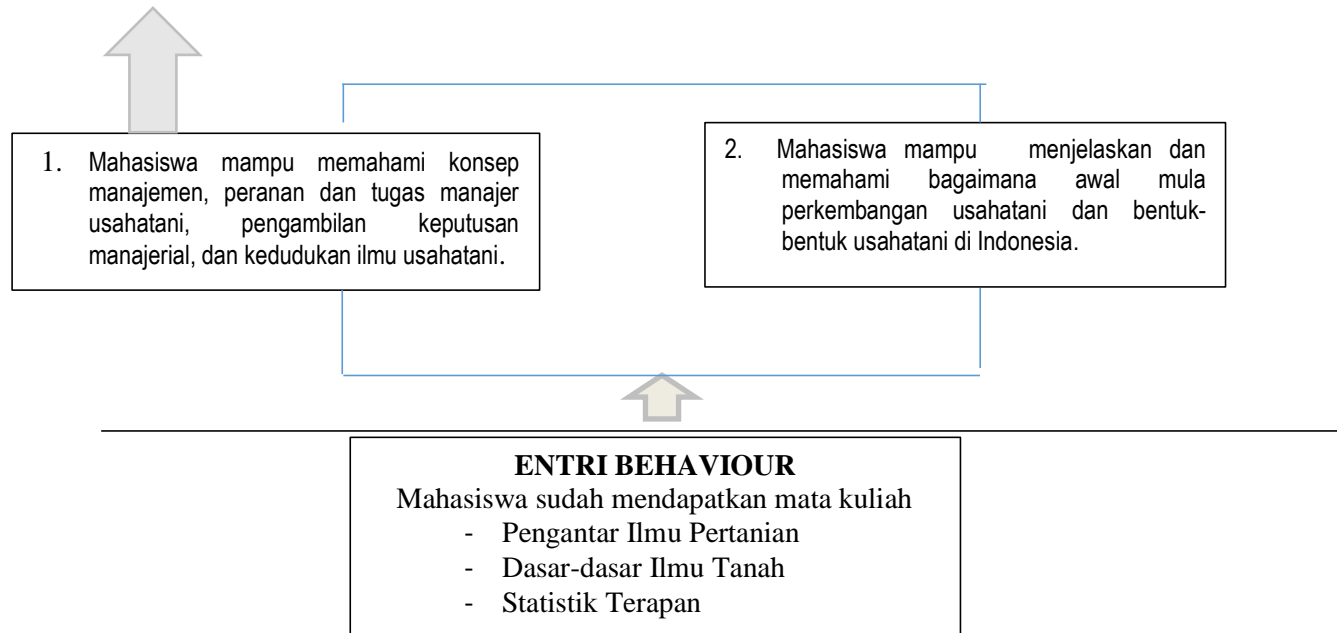 1. Mahasiswa mampu memahami konsep
manajemen, peranan dan tugas manajer
usahatani, pengambilan keputusan
manajerial, dan kedudukan ilmu usahatani.
2. Mahasiswa mampu menjelaskan dan
memahami bagaimana awal mula
perkembangan usahatani dan bentuk-
bentuk usahatani di Indonesia.
ENTRI BEHAVIOUR
Mahasiswa sudah mendapatkan mata kuliah
- Pengantar Ilmu Pertanian
- Dasar-dasar Ilmu Tanah
- Statistik Terapan